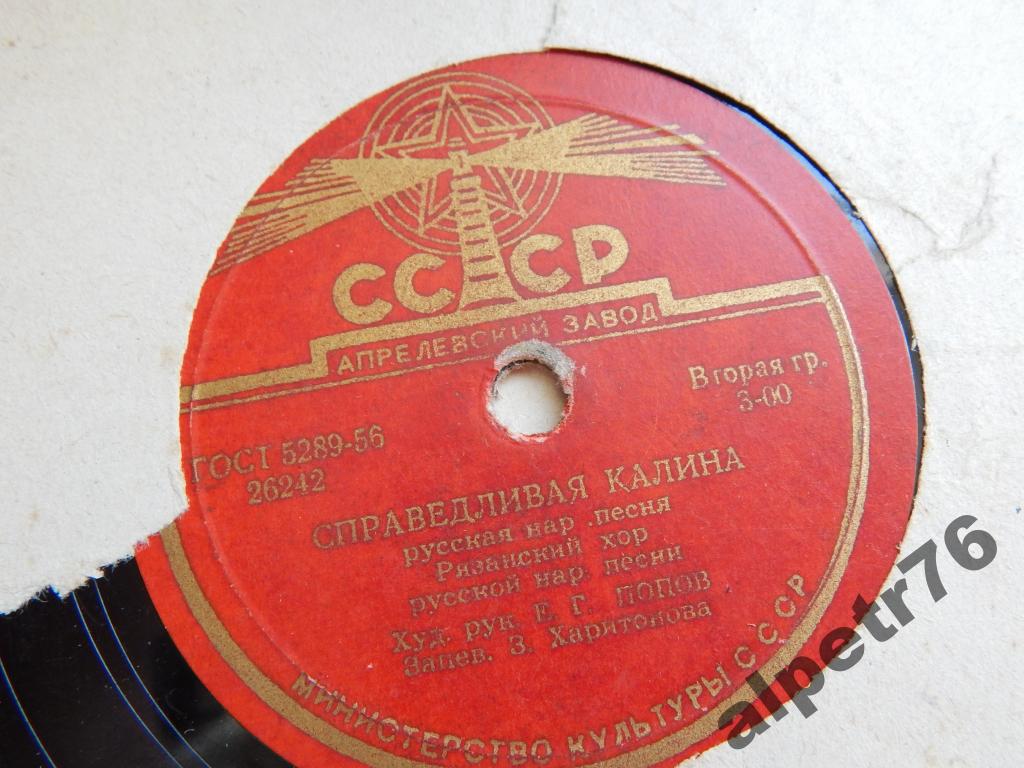 СССР
АПРЕЛЕВСКИЙ ЗАВОД
Вторая гр.
3-00
ГОСТ 5289-56
26242
СПРАВЕДЛИВАЯ КАЛИНА
русская нар .песня
Рязанский хор
русской нар песни
Худ. рук. Е. Г. ПОПОВ
Запев. З. Харитонова
МИНИСТЕРСТВО КУЛЬТУРЫ СССР
alpetr76